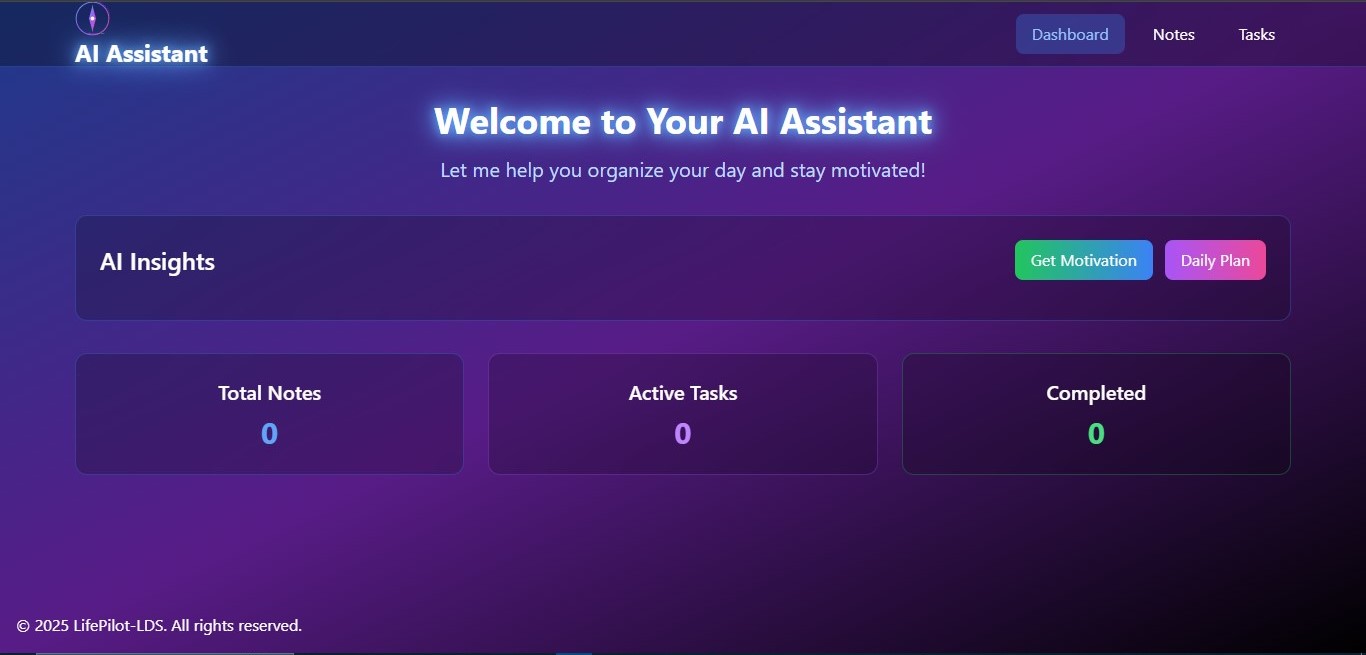 AI Assistant
Dashboard
Notes
Tasks
Welcome to Your AI Assistant
Let me help you organize your day and stay motivated!
AI Insights
Get Motivation
Daily Plan
Total Notes
0
Active Tasks
0
Completed
0
© 2025 LifePilot-LDS. All rights reserved.